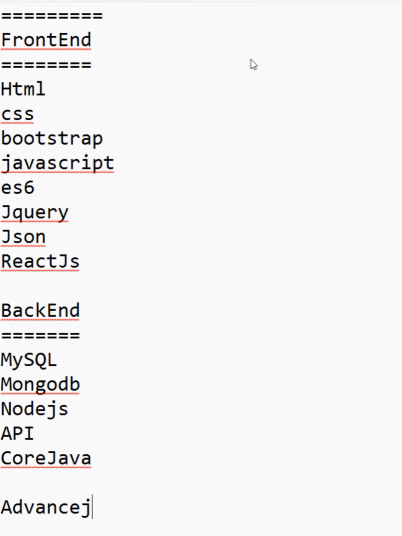 =========
FrontEnd
========
Html
css
bootstrap
javascript
es6
Jquery
Json
ReactJs
BackEnd
=======
MySQL
Mongodb
Nodejs
API
CoreJava
Advancej